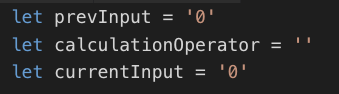 let prevInput = '0'
let calculationOperator = ''
let currentInput = '0'